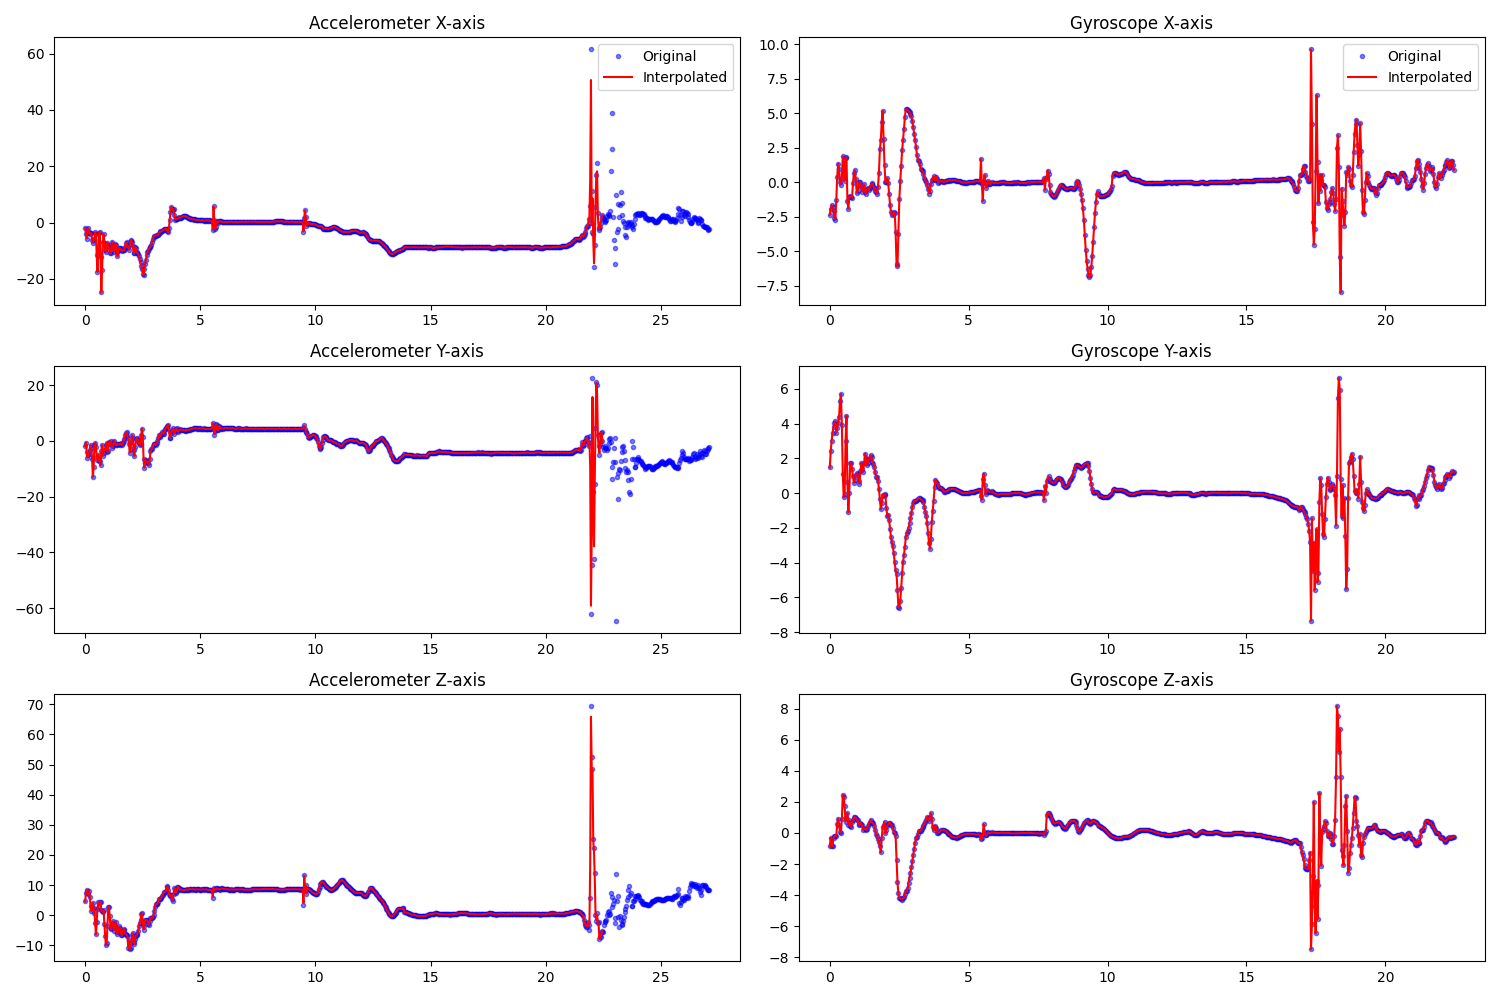 Accelerometer X-axis
60
40
20
0
−20
0 5 10 15 20 25
Original
Interpolated
Gyroscope X-axis
10.0
7.5
5.0
2.5
0.0
−2.5
−5.0
−7.5
0 5 10 15 20
Original
Interpolated
Accelerometer Y-axis
20
0
−20
−40
−60
0 5 10 15 20 25
Gyroscope Y-axis
6
4
2
0
−2
−4
−6
−8
0 5 10 15 20
Accelerometer Z-axis
70
60
50
40
30
20
10
0
−10
0 5 10 15 20 25
Gyroscope Z-axis
8
6
4
2
0
−2
−4
−6
−8
0 5 10 15 20